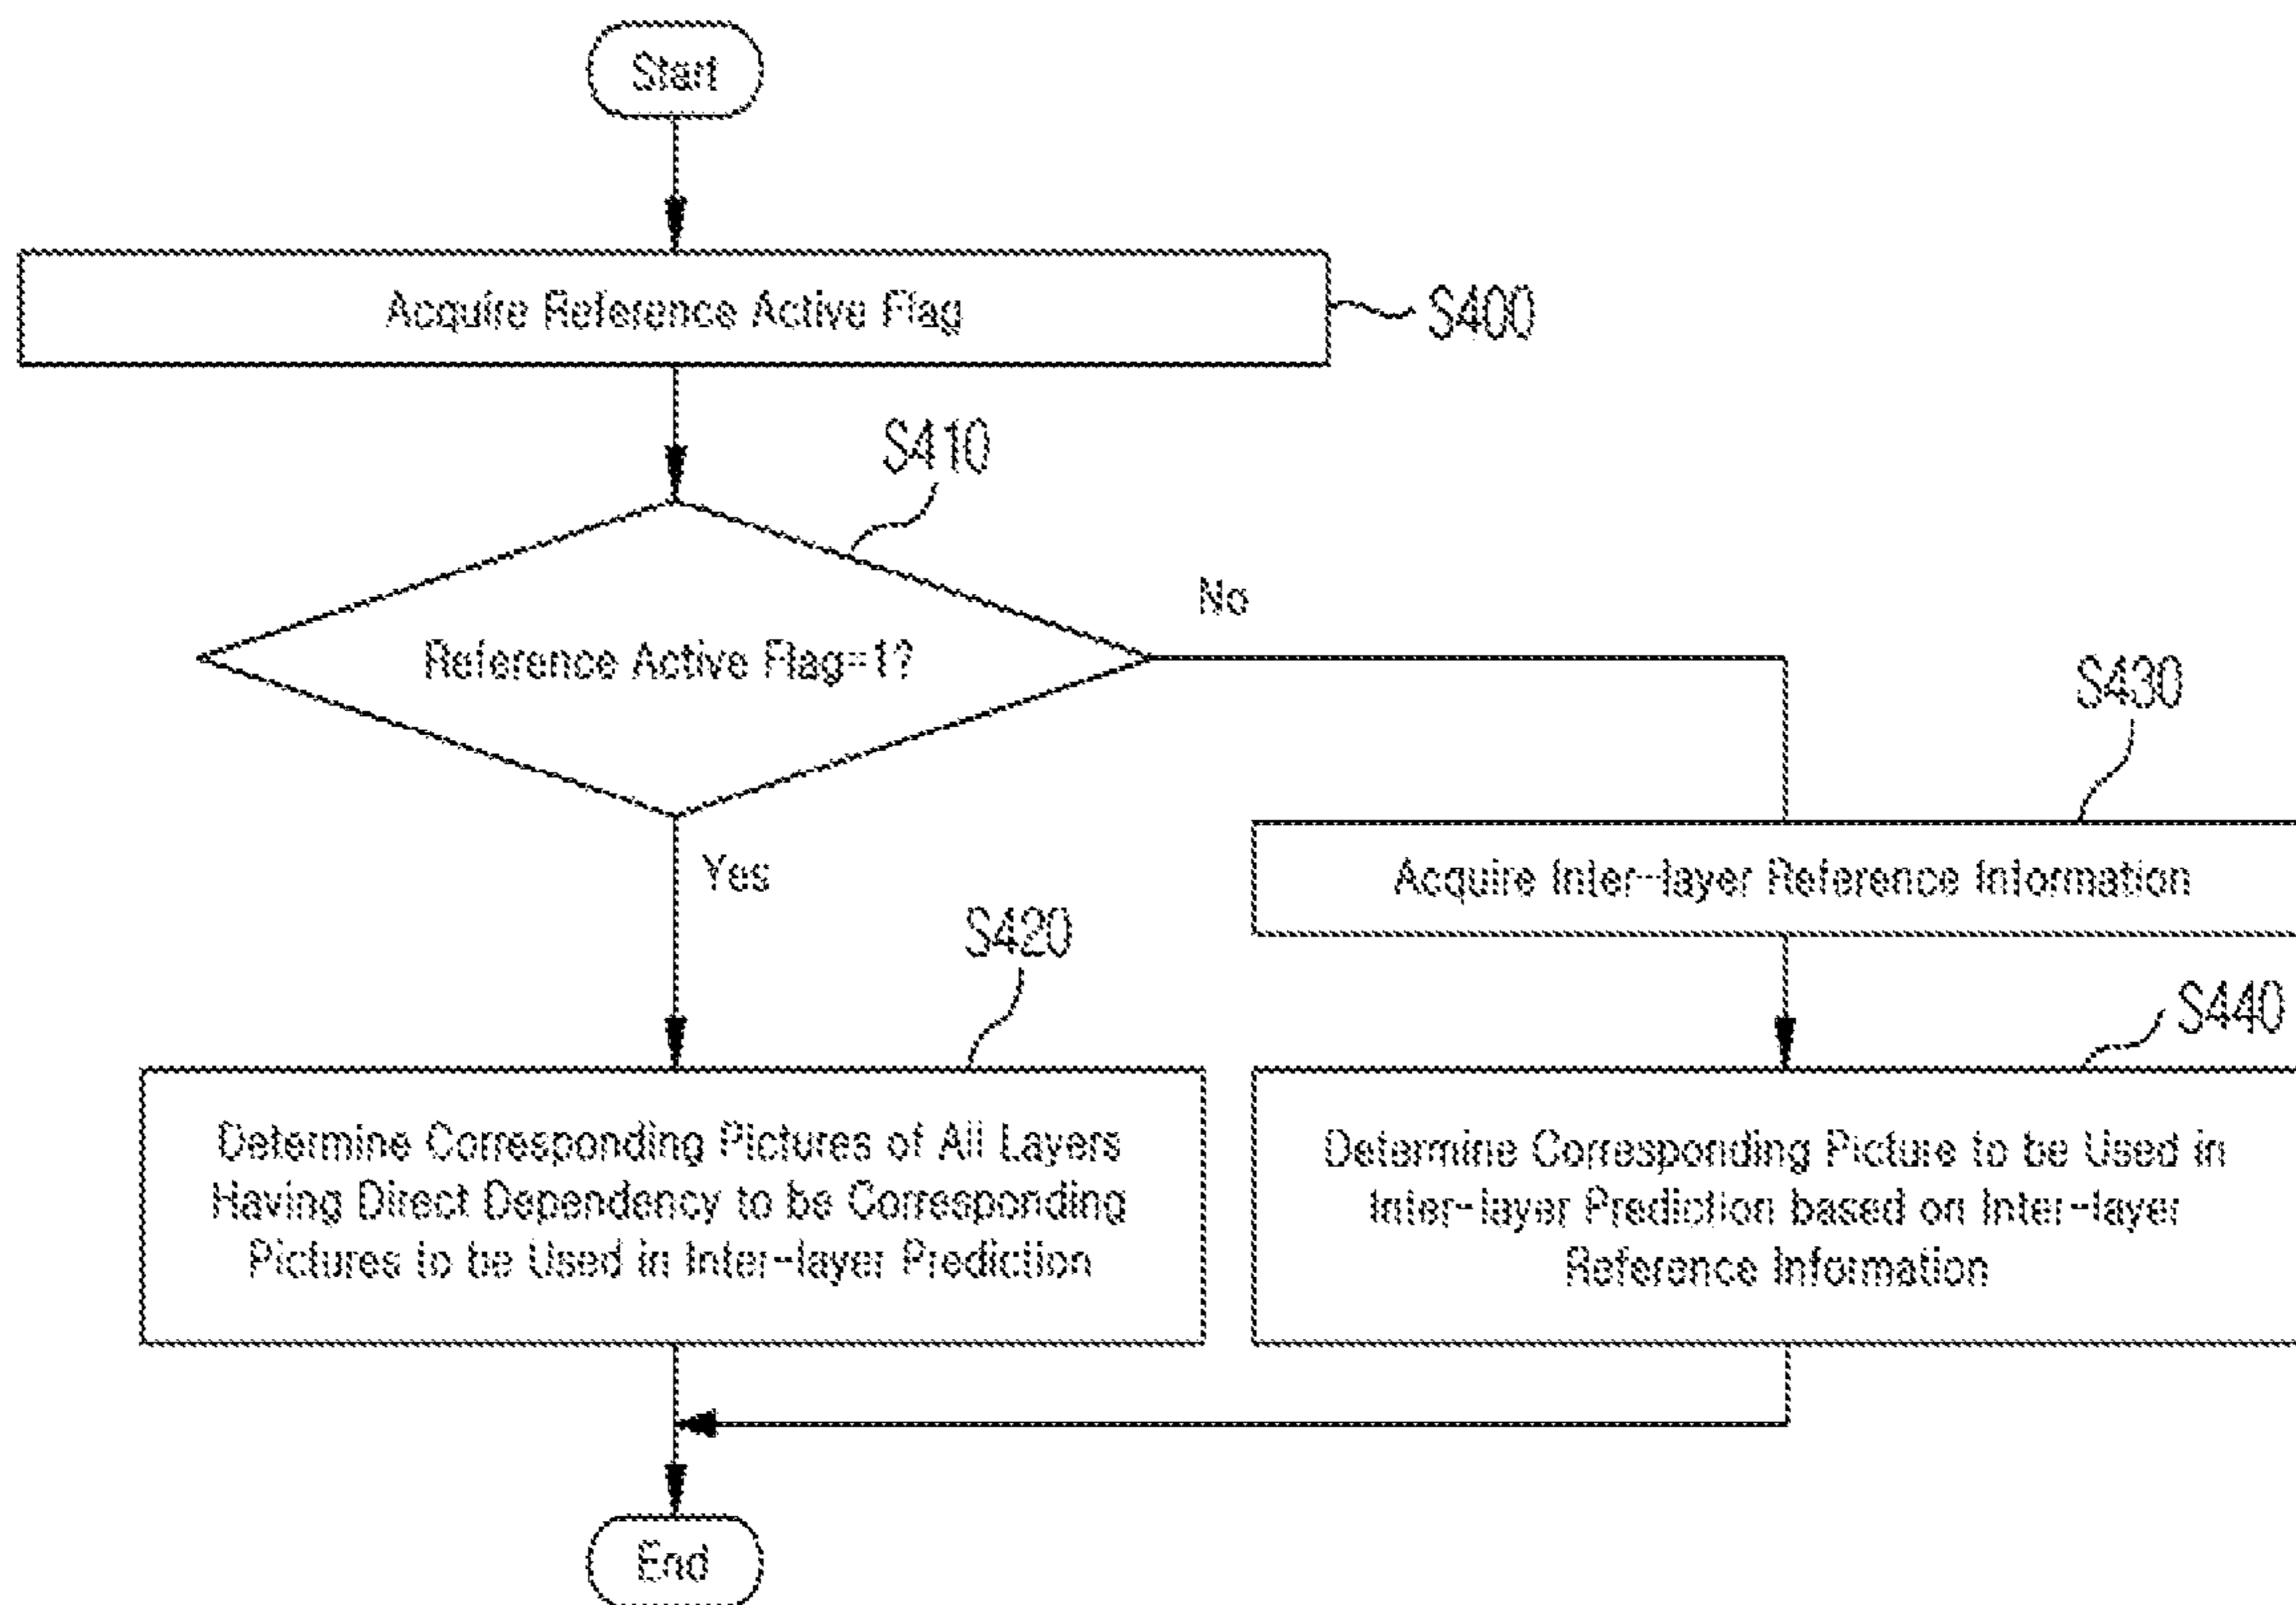 Start
Acquire Reference Active Flag
S400
S410
Reference Active Flag=1?
No
Yes
S430
Acquire Inter-layer Reference Information
S420
S440
Determine Corresponding Pictures of All Layers
Having Direct Dependency to be Corresponding
Pictures to be Used in Inter-layer Prediction
Determine Corresponding Picture to be Used in
Inter-layer Prediction based on Inter-layer
Reference Information
End